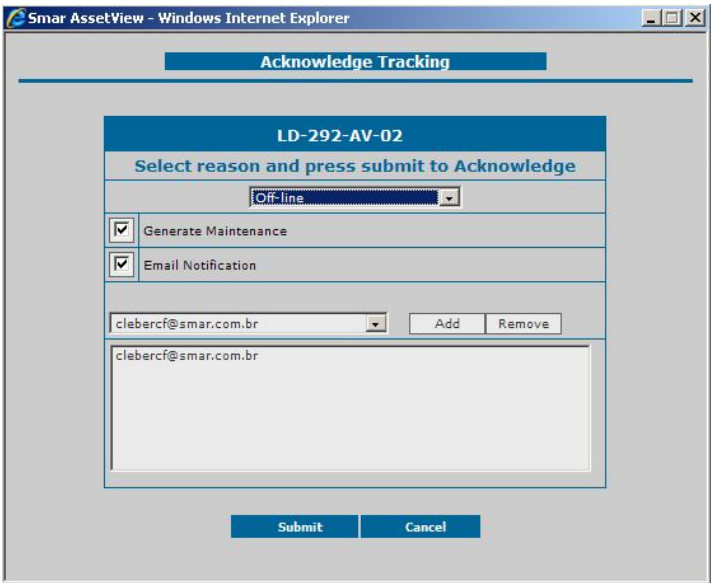 Smar AssetView - Windows Internet Explorer
Acknowledge Tracking
LD-292-AV-02
Select reason and press submit to Acknowledge
Off-line
Generate Maintenance
Email Notification
clebercf@smar.com.br Add Remove
clebercf@smar.com.br
Submit Cancel